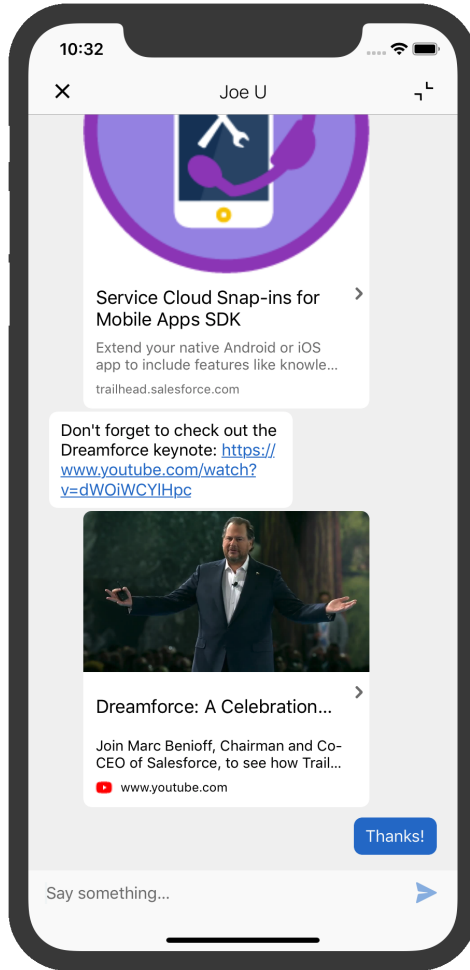 10:32
Joe U
Service Cloud Snap-ins for
Mobile Apps SDK
Extend your native Android or iOS
app to include features like knowle...
trailhead.salesforce.com
Don't forget to check out the
Dreamforce keynote: https://
www.youtube.com/watch?
v=dWOiWCYlHpc
Dreamforce: A Celebration...
Join Marc Benioff, Chairman and Co-
CEO of Salesforce, to see how Trail...
www.youtube.com
Thanks!
Say something...